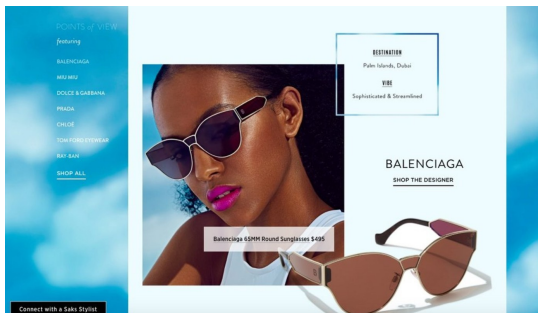 POINTS of VIEW
featuring
BALENCIAGA
MIU MIU
DOLCE & GABBANA
PRADA
CHLOÉ
TOM FORD EYEWEAR
RAY-BAN
SHOP ALL
DESTINATION
Palm Islands, Dubai
VIBE
Sophisticated & Streamlined
BALENCIAGA
SHOP THE DESIGNER
Balenciaga 65MM Round Sunglasses $495
Connect with a Saks Stylist